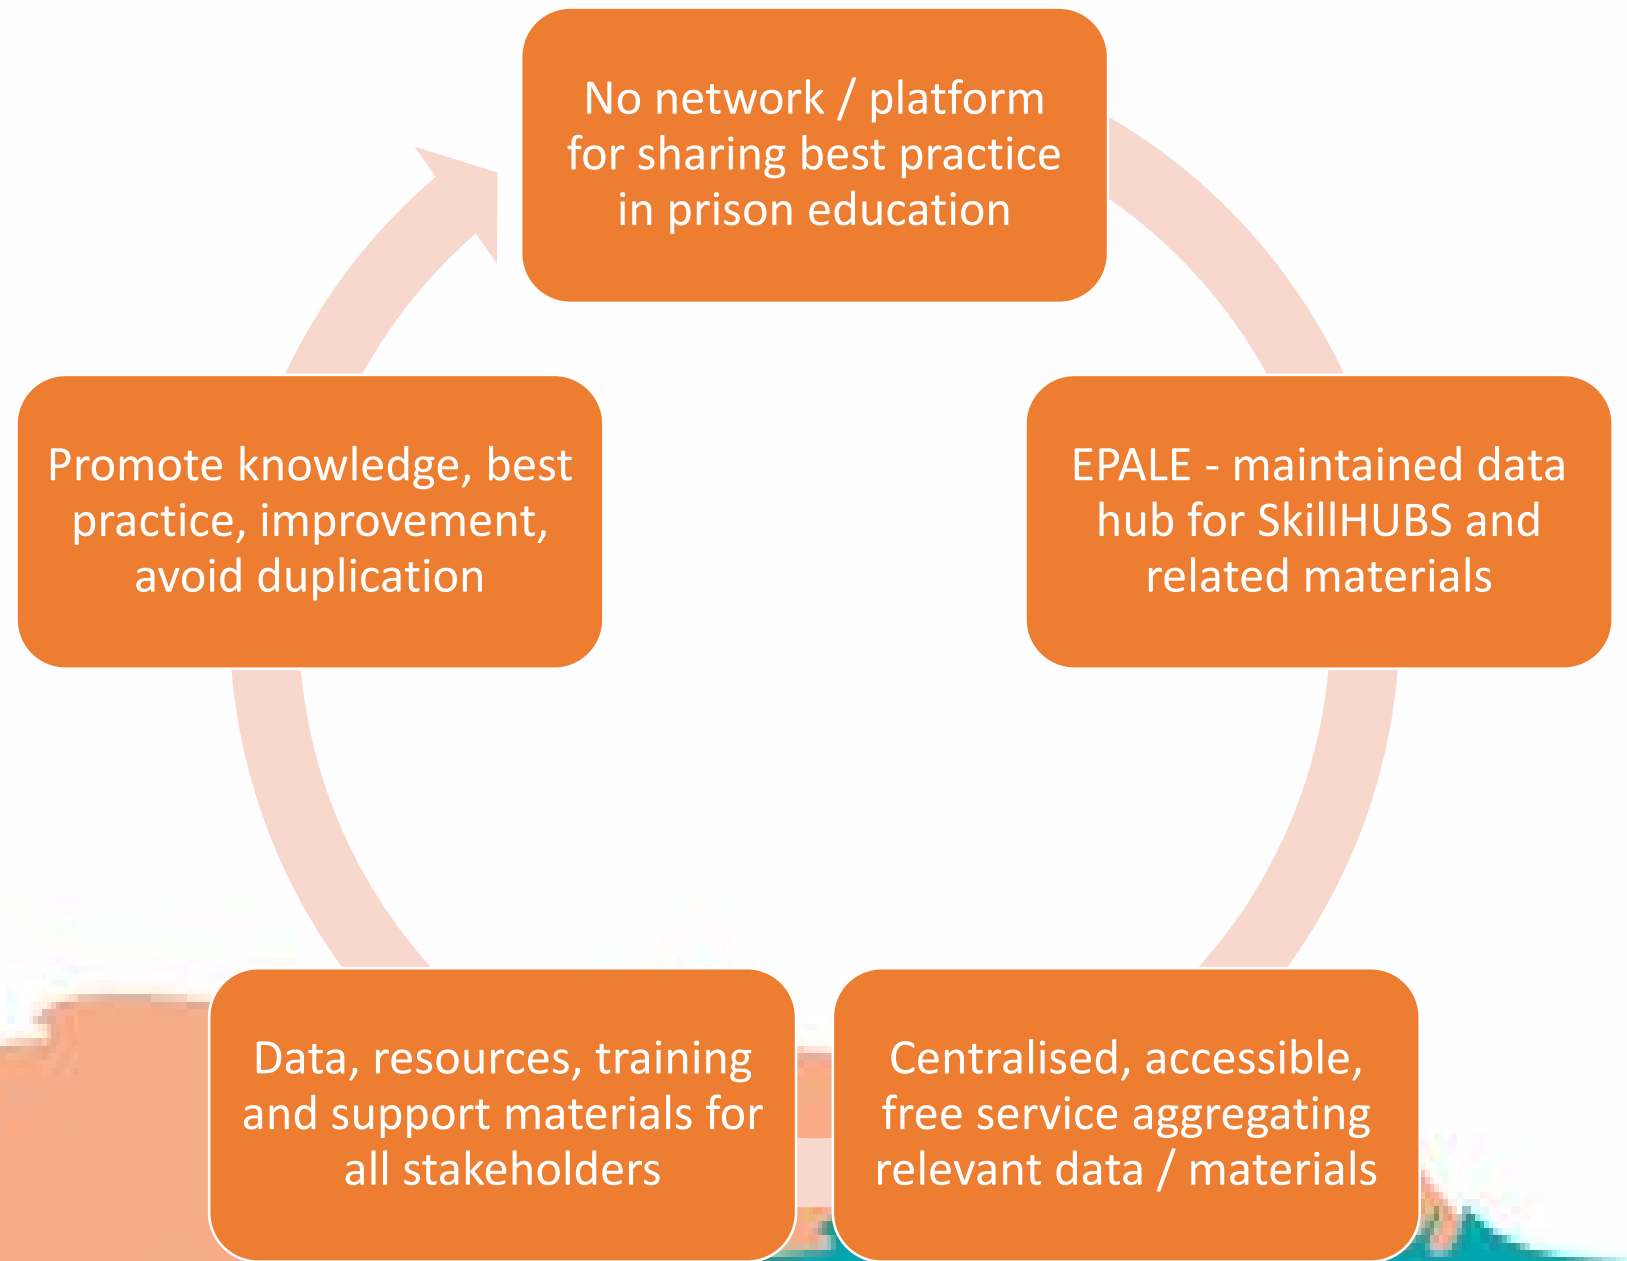 No network / platform
for sharing best practice
in prison education
EPALE - maintained data
hub for SkillHUBS and
related materials
Centralised, accessible,
free service aggregating
relevant data / materials
Data, resources, training
and support materials for
all stakeholders
Promote knowledge, best
practice, improvement,
avoid duplication